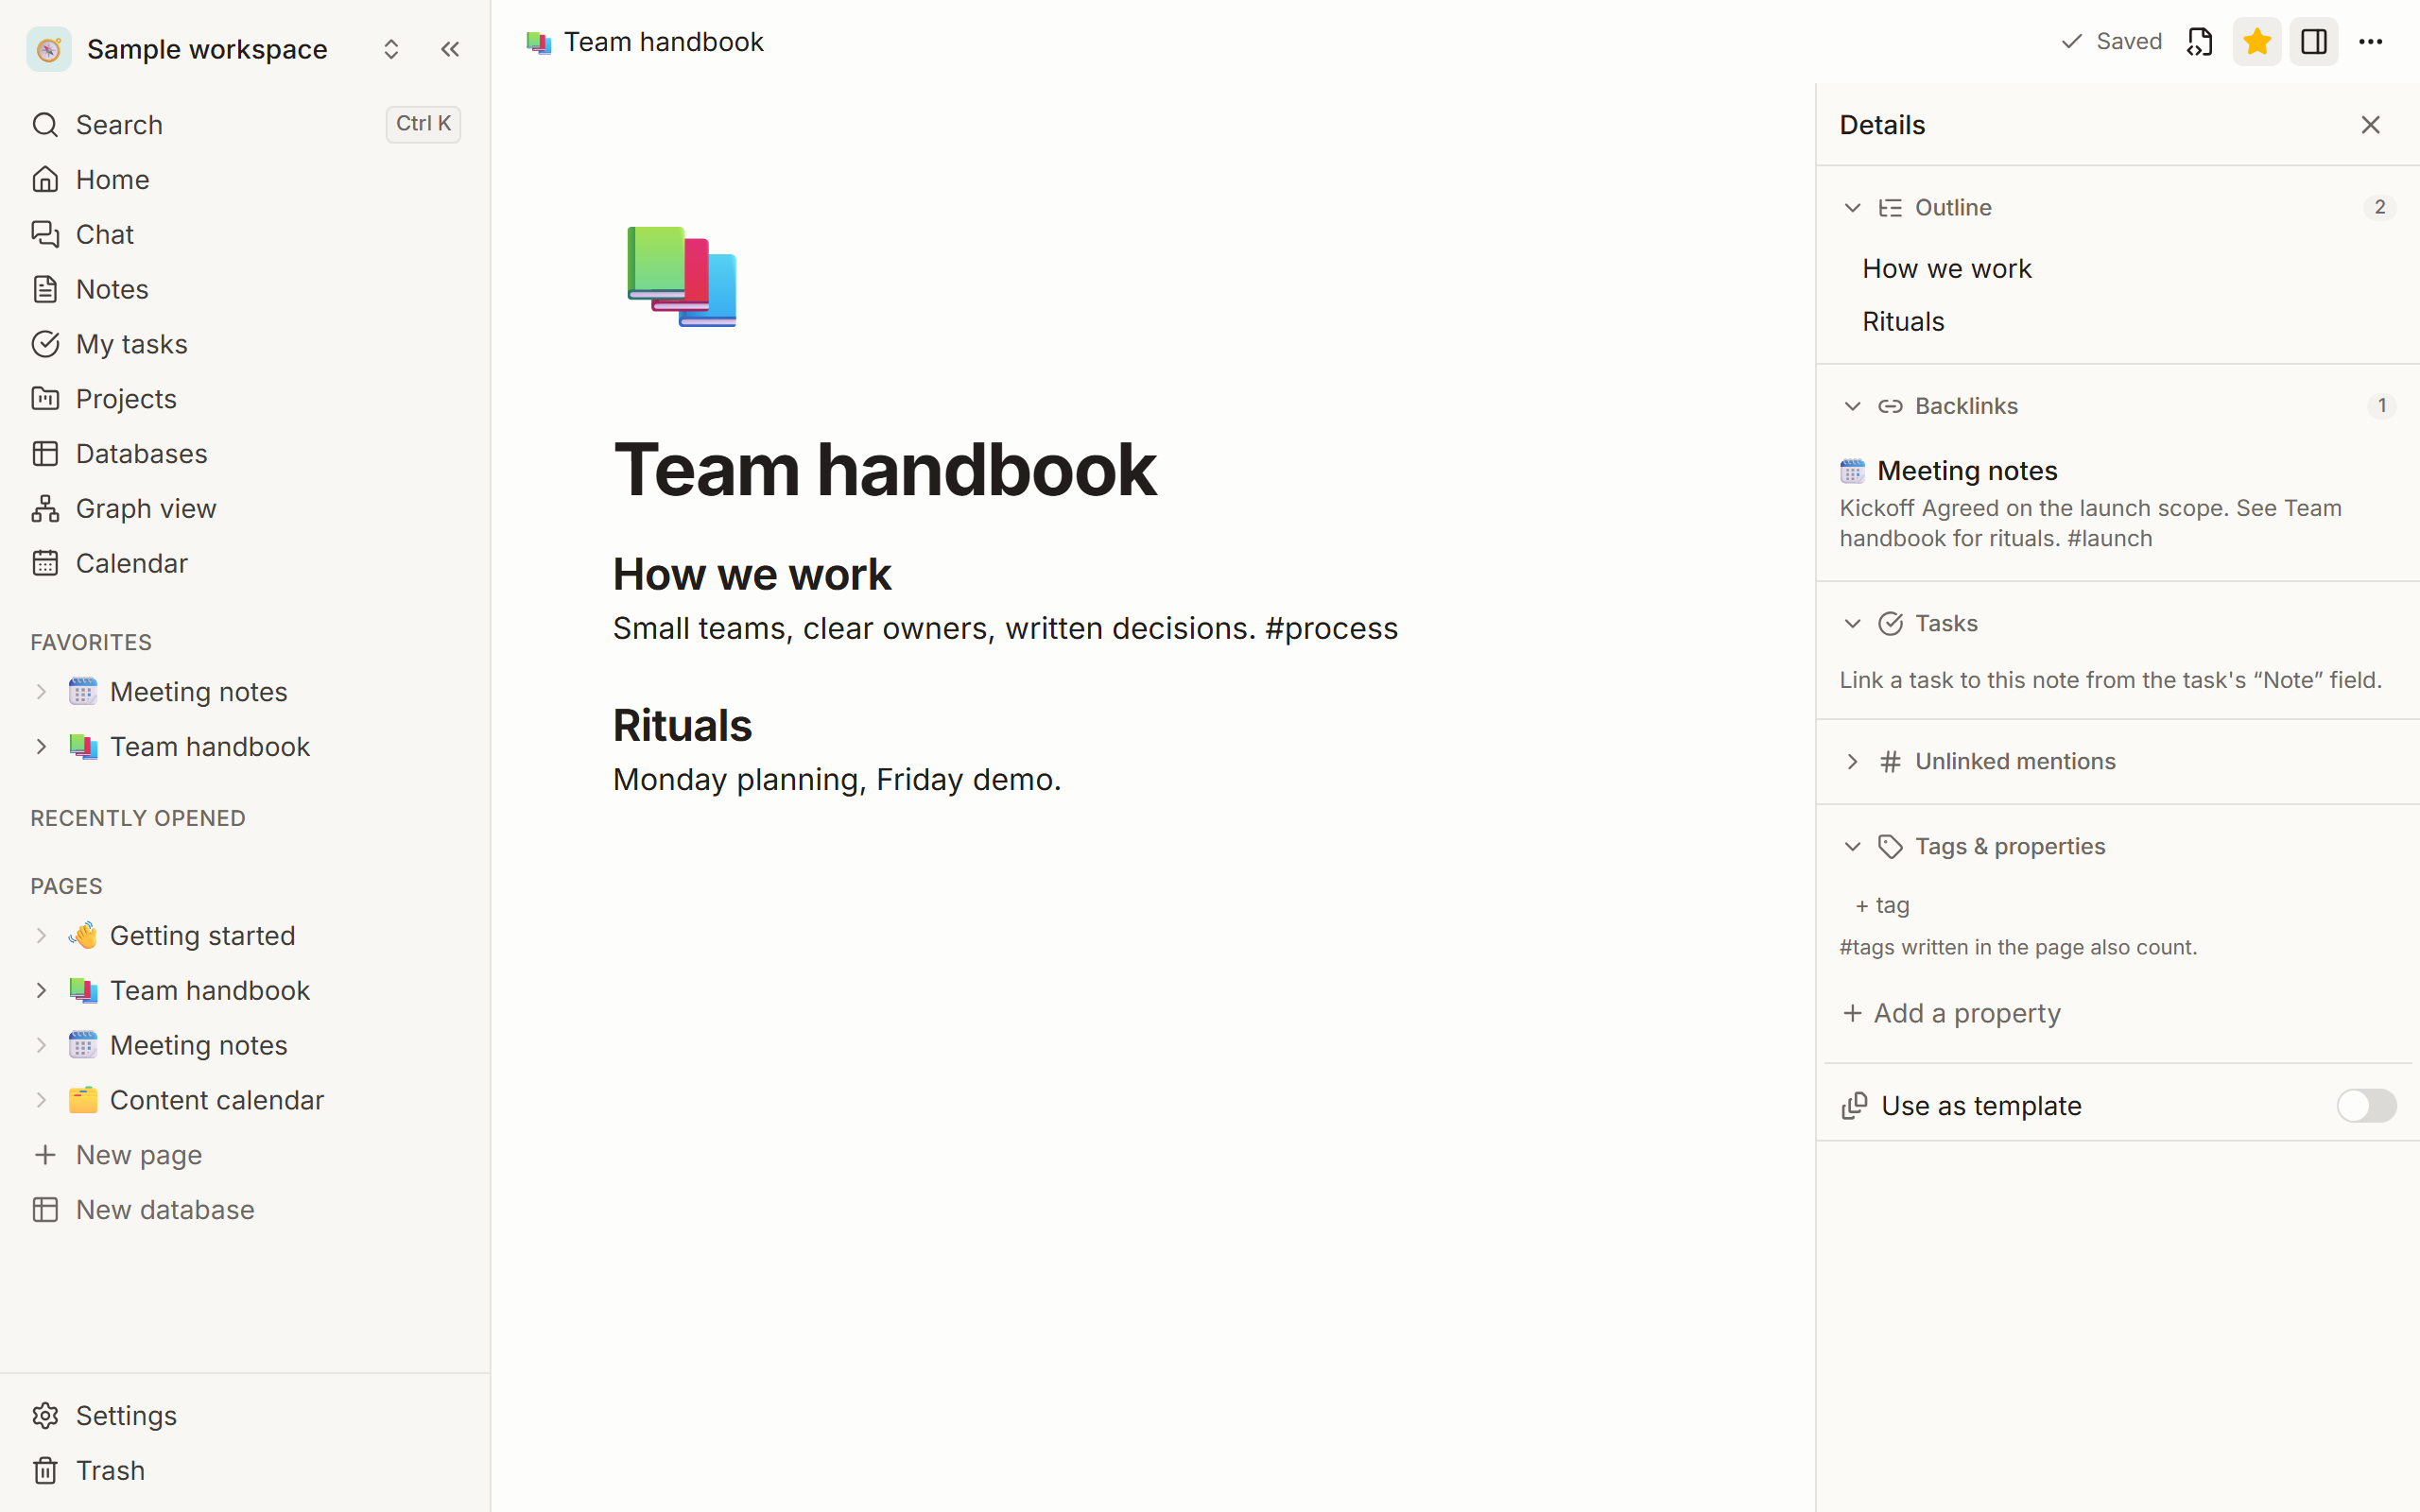 Sample workspace
Search
Ctrl K
Home
Chat
Notes
My tasks
Projects
Databases
Graph view
Calendar
FAVORITES
Meeting notes
Team handbook
RECENTLY OPENED
PAGES
Getting started
Team handbook
Meeting notes
Content calendar
New page
New database
Settings
Trash
Team handbook
Saved
Team handbook
How we work
Small teams, clear owners, written decisions. #process
Rituals
Monday planning, Friday demo.
Details
Outline
2
How we work
Rituals
Backlinks
1
Meeting notes
Kickoff Agreed on the launch scope. See Team
handbook for rituals. #launch
Tasks
Link a task to this note from the task's “Note” field.
Unlinked mentions
Tags & properties
+ tag
#tags written in the page also count.
Add a property
Use as template